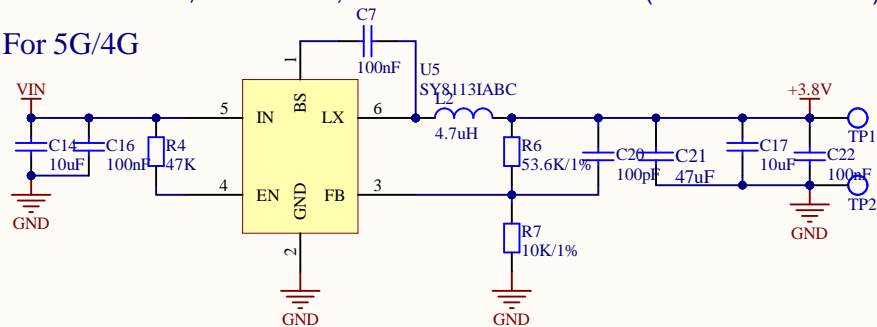 For 5G/4G
C7
100nF
U5
SY8113IABC
VIN
5
IN
BS
1
LX
6
L2
4.7uH
+3.8V
TP1
C14
10uF
C16
100nF
R4
47K
R6
53.6K/1%
C20
100pF
C21
47uF
C17
10uF
C22
100nF
TP2
4
EN
GND
FB
3
2
R7
10K/1%
GND
GND
GND
GND